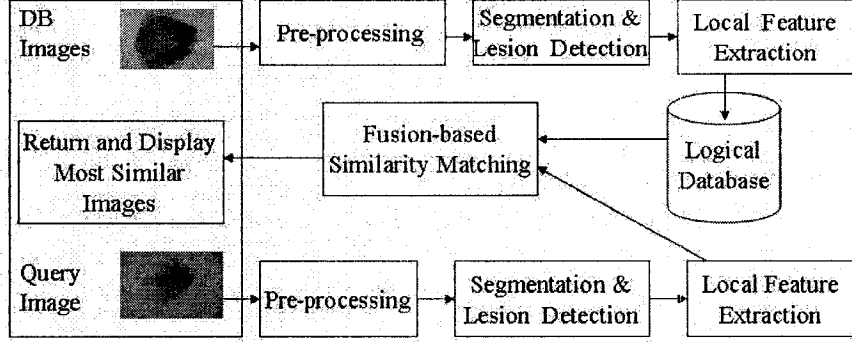 DB
Images
Pre-processing
Segmentation &
Lesion Detection
Local Feature
Extraction
Return and Display
Most Similar
Images
Fusion-based
Similarity Matching
Logical
Database
Query
Image
Pre-processing
Segmentation &
Lesion Detection
Local Feature
Extraction